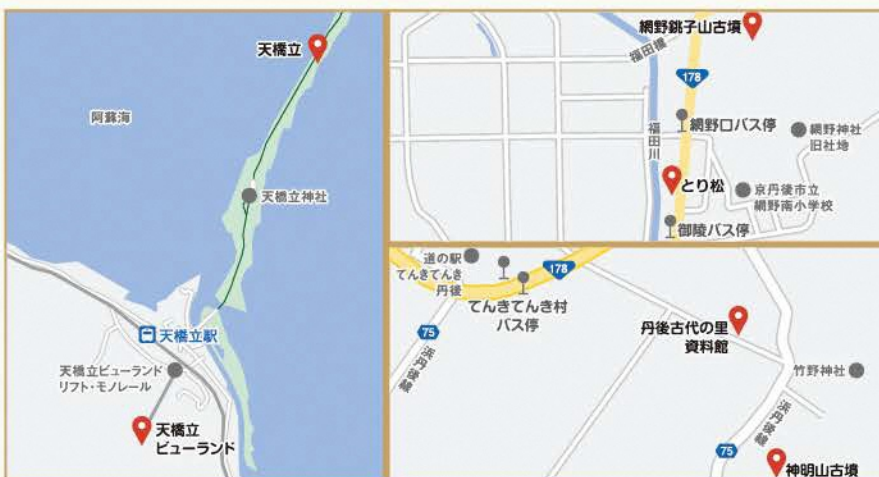 天橋立
阿蘇海
天橋立神社
天橋立駅
天橋立ビューランド
リフト・モノレール
天橋立
ビューランド
網野銚子山古墳
福田橋
178
網野口バス停
福田川
網野神社
旧社地
とり松
京丹後市立
網野南小学校
御陵バス停
道の駅
てんきてんき
丹後
178
てんきてんき村
バス停
75
浜丹後線
丹後古代の里
資料館
竹野神社
浜丹後線
75
神明山古墳